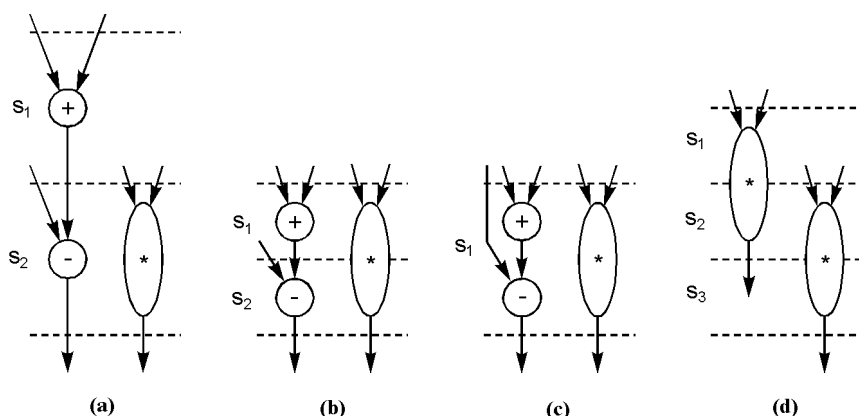 +
s1
-
*
s2
(a)
+
s1
*
-
s2
(b)
+
s1
*
-
(c)
s1
*
s2
*
s3
(d)